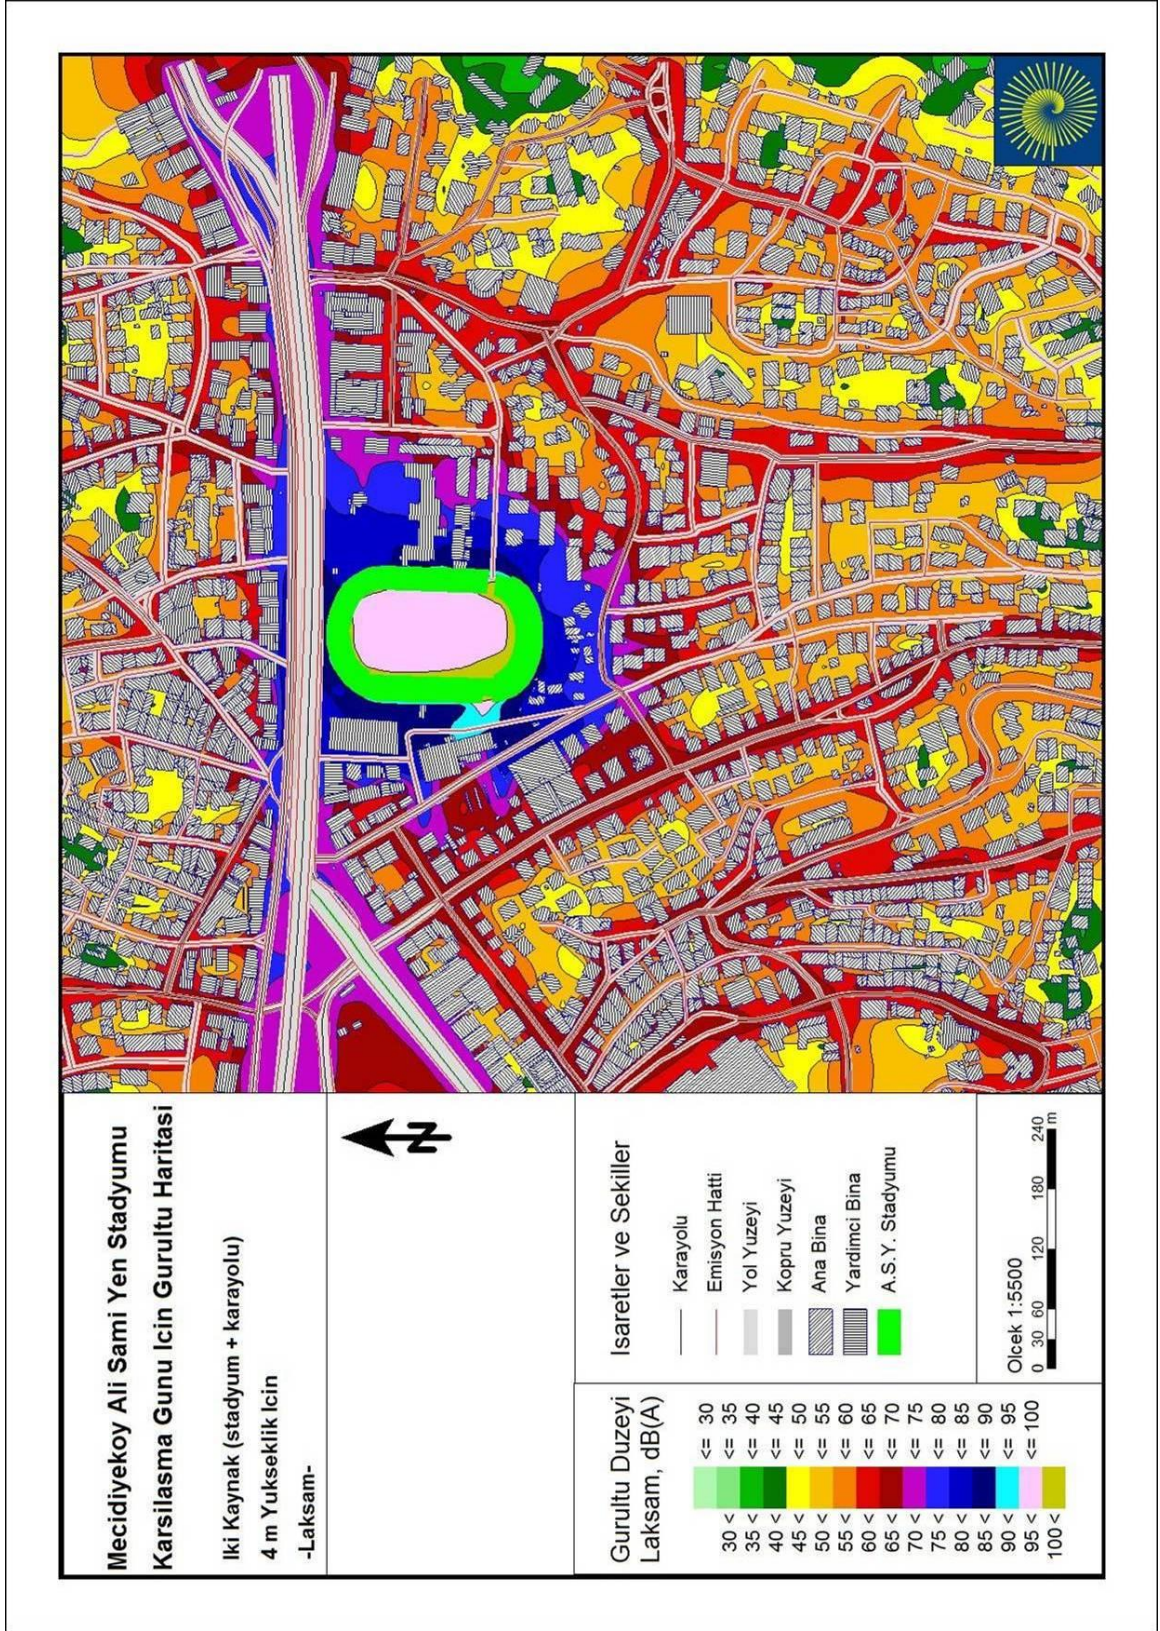 Mecidiyekoy Ali Sami Yen Stadyumu
Karsilasma Gunu Icin Gurultu Haritasi
Iki Kaynak (stadyum + karayolu)
4 m Yukseklik Icin
-Laksam-
N
Gurultu Duzeyi
Laksam, dB(A)
<= 30
30 < <= 35
35 < <= 40
40 < <= 45
45 < <= 50
50 < <= 55
55 < <= 60
60 < <= 65
65 < <= 70
70 < <= 75
75 < <= 80
80 < <= 85
85 < <= 90
90 < <= 95
95 < <= 100
100 <
Isaretler ve Sekiller
Karayolu
Emisyon Hatti
Yol Yuzeyi
Kopru Yuzeyi
Ana Bina
Yardimci Bina
A.S.Y. Stadyumu
Olcek 1:5500
0 30 60 120 180 240
m